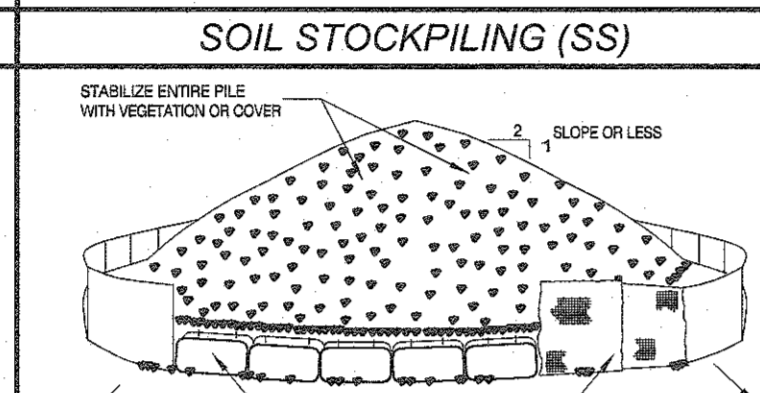 SOIL STOCKPILING (SS)
STABILIZE ENTIRE PILE
WITH VEGETATION OR COVER
2
1
SLOPE OR LESS